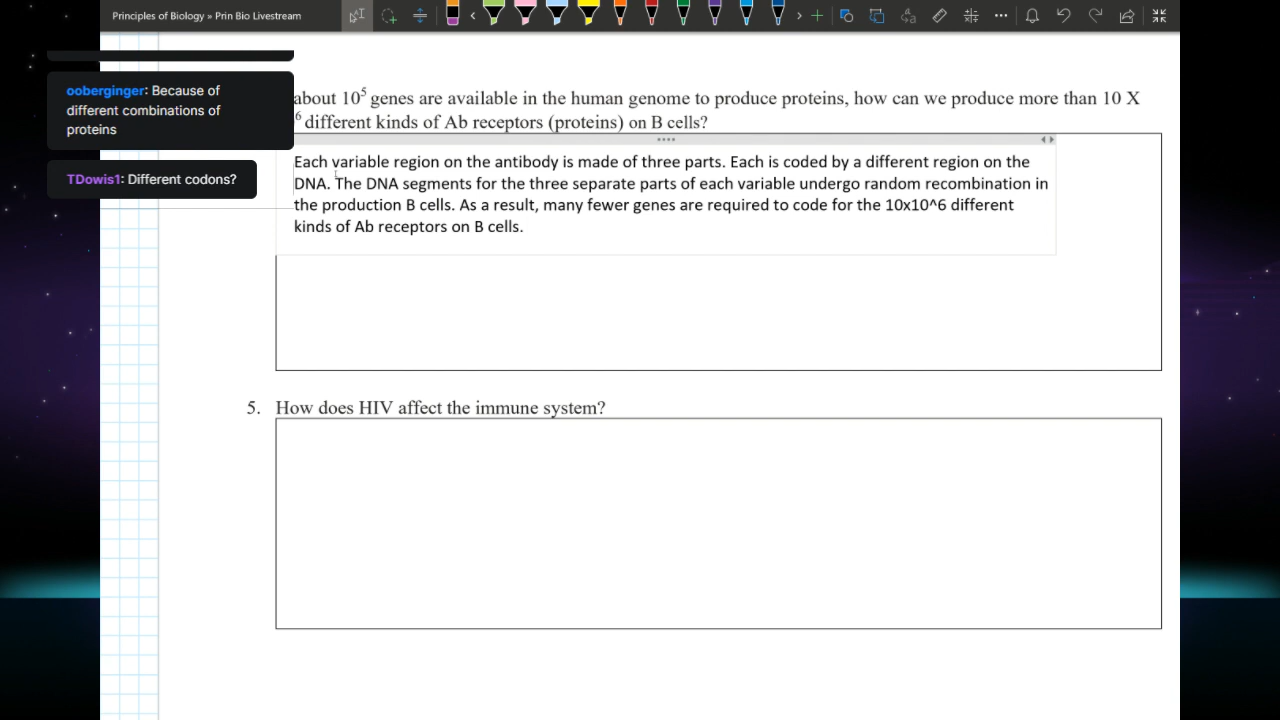 Principles of Biology » Prin Bio Livestream
ooberginger: Because of
different combinations of
proteins
TDowis1: Different codons?
about 10⁵ genes are available in the human genome to produce proteins, how can we produce more than 10 X
⁶ different kinds of Ab receptors (proteins) on B cells?
Each variable region on the antibody is made of three parts. Each is coded by a different region on the
DNA. The DNA segments for the three separate parts of each variable undergo random recombination in
the production B cells. As a result, many fewer genes are required to code for the 10x10^6 different
kinds of Ab receptors on B cells.
5. How does HIV affect the immune system?